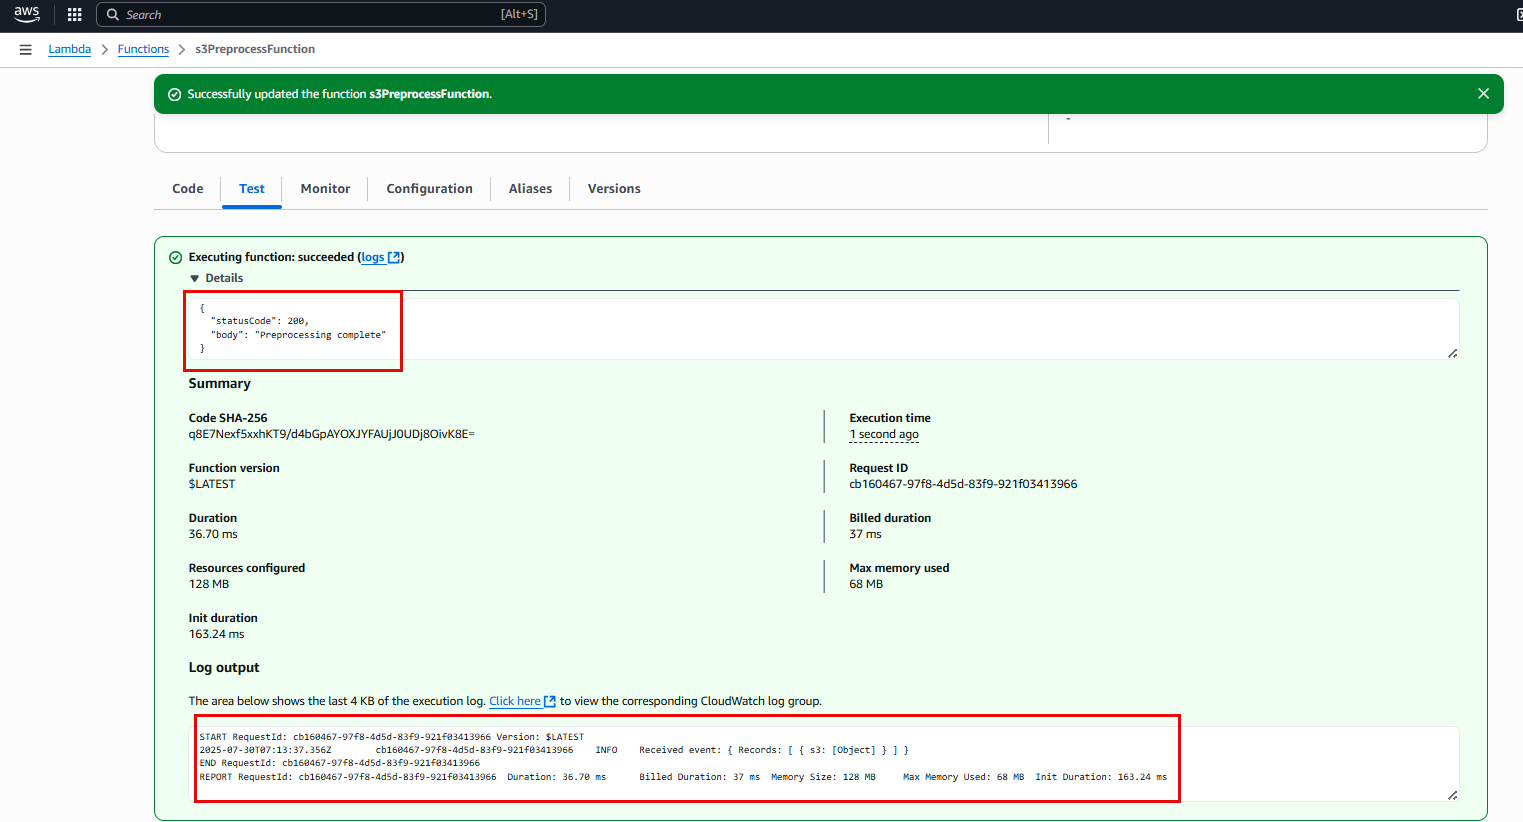 aws
Search [Alt+S]
Lambda > Functions > s3PreprocessFunction
Successfully updated the function s3PreprocessFunction.
-
Code Test Monitor Configuration Aliases Versions
Executing function: succeeded (logs)
Details
{
"statusCode": 200,
"body": "Preprocessing complete"
}
Summary
Code SHA-256
q8E7Nexf5xxhKT9/d4bGpAYOXJYFAUjJ0UDj8OivK8E=
Execution time
1 second ago
Function version
$LATEST
Request ID
cb160467-97f8-4d5d-83f9-921f03413966
Duration
36.70 ms
Billed duration
37 ms
Resources configured
128 MB
Max memory used
68 MB
Init duration
163.24 ms
Log output
The area below shows the last 4 KB of the execution log. Click here to view the corresponding CloudWatch log group.
START RequestId: cb160467-97f8-4d5d-83f9-921f03413966 Version: $LATEST
2025-07-30T07:13:37.356Z cb160467-97f8-4d5d-83f9-921f03413966 INFO Received event: { Records: [ { s3: [Object] } ] }
END RequestId: cb160467-97f8-4d5d-83f9-921f03413966
REPORT RequestId: cb160467-97f8-4d5d-83f9-921f03413966 Duration: 36.70 ms Billed Duration: 37 ms Memory Size: 128 MB Max Memory Used: 68 MB Init Duration: 163.24 ms